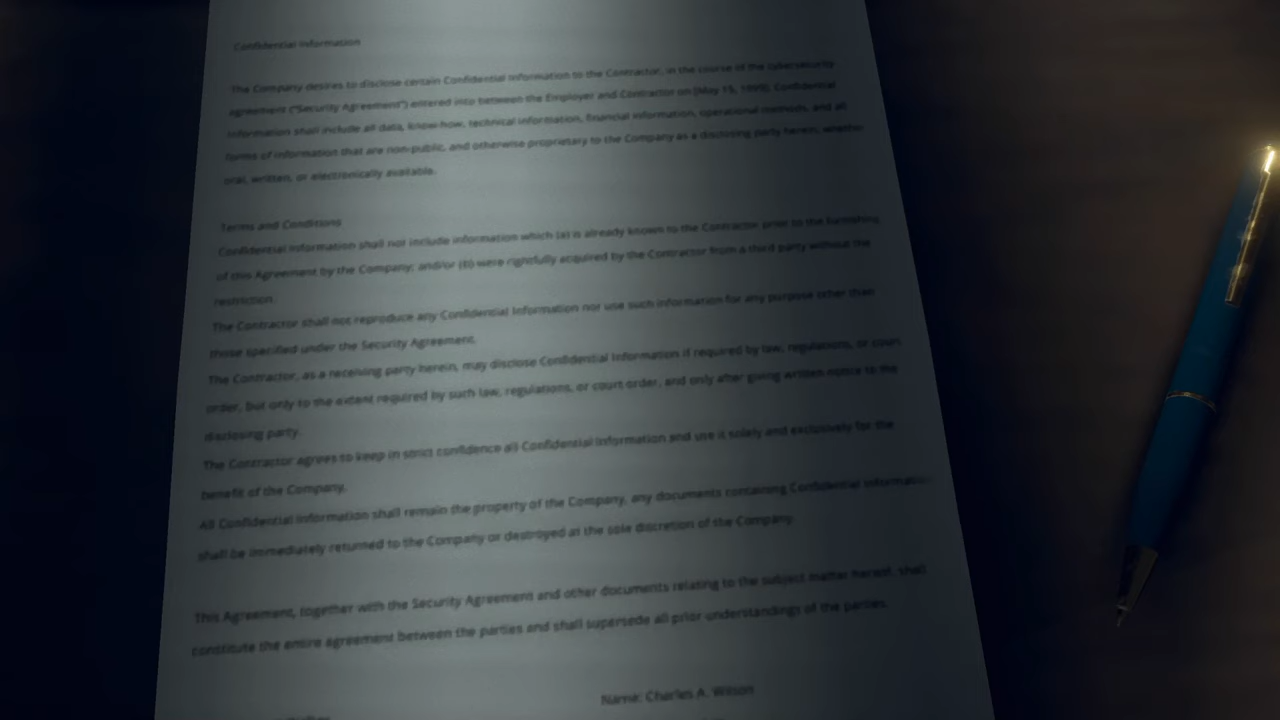 Confidential Information
The Company desires to disclose certain Confidential Information to the Contractor, in the course of the cybersecurity
agreement ("Security Agreement") entered into between the Employer and Contractor on [May 15, Confidential
Information shall include all data, know-how, technical information, financial information, operational methods, and all
forms of information that are non-public, and otherwise proprietary to the Company as a disclosing party herein, whether
oral, written, or electronically available.
Terms and Conditions
Confidential Information shall not include information which (a) is already known to the Contractor prior to the furnishing
of this Agreement by the Company; and/or (b) were rightfully acquired by the Contractor from a third party without the
restriction.
The Contractor shall not reproduce any Confidential Information nor use such information for any purpose other than
those specified under the Security Agreement.
The Contractor, as a receiving party herein, may disclose Confidential Information if required by law, regulations, or court
order, but only to the extent required by such law, regulations, or court order, and only after giving written notice to the
disclosing party.
The Contractor agrees to keep in strict confidence all Confidential Information and use it solely and exclusively for the
benefit of the Company.
All Confidential Information shall remain the property of the Company, any documents containing Confidential Information
shall be immediately returned to the Company or destroyed at the sole discretion of the Company.
This Agreement, together with the Security Agreement and other documents relating to the subject matter hereof, shall
constitute the entire agreement between the parties and shall supersede all prior understandings of the parties.
Name: Charles A. Wilson